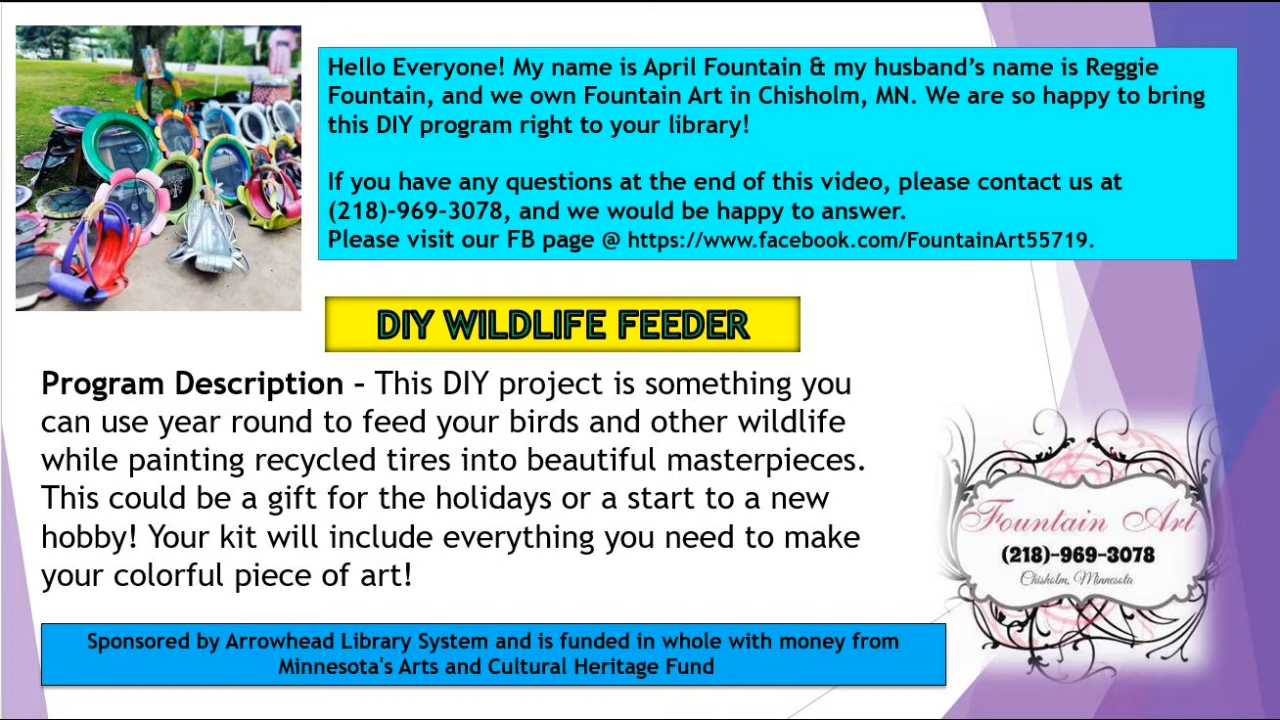 Hello Everyone! My name is April Fountain & my husband’s name is Reggie
Fountain, and we own Fountain Art in Chisholm, MN. We are so happy to bring
this DIY program right to your library!
If you have any questions at the end of this video, please contact us at
(218)-969-3078, and we would be happy to answer.
Please visit our FB page @ https://www.facebook.com/FountainArt55719.
DIY WILDLIFE FEEDER
Program Description – This DIY project is something you
can use year round to feed your birds and other wildlife
while painting recycled tires into beautiful masterpieces.
This could be a gift for the holidays or a start to a new
hobby! Your kit will include everything you need to make
your colorful piece of art!
Fountain Art
(218)-969-3078
Chisholm, Minnesota
Sponsored by Arrowhead Library System and is funded in whole with money from
Minnesota's Arts and Cultural Heritage Fund